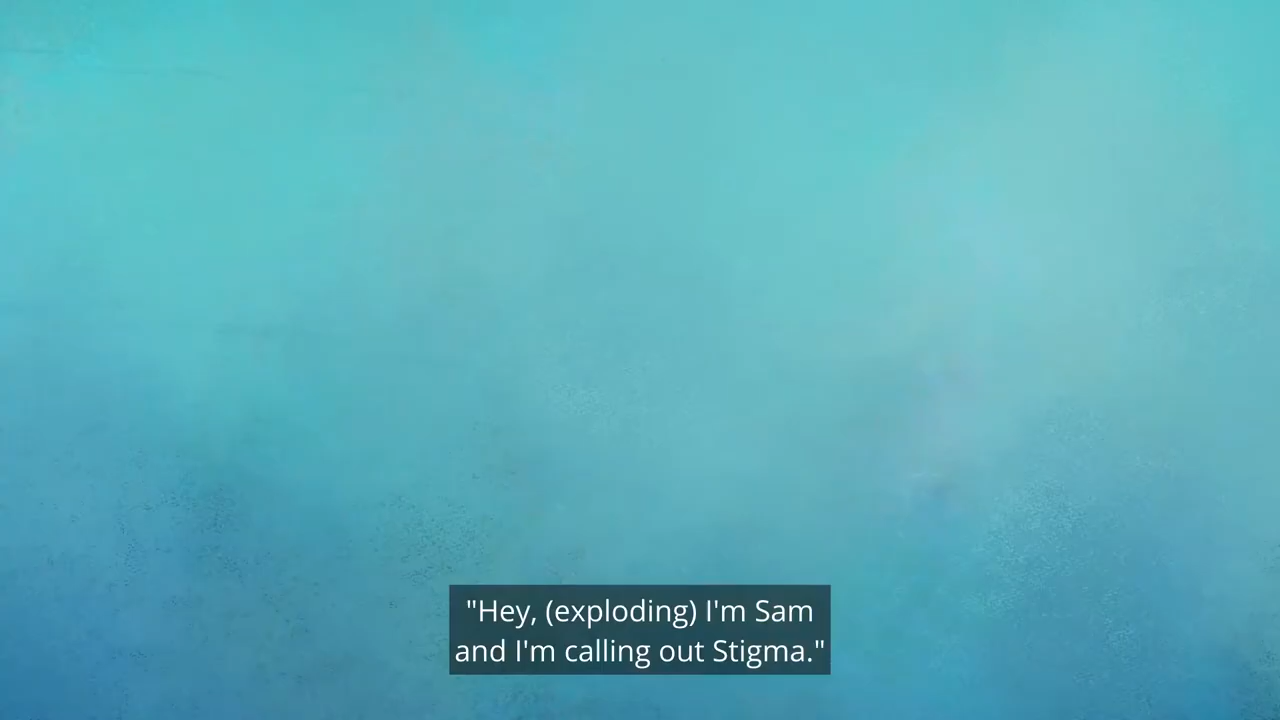 "Hey, (exploding) I'm Sam
and I'm calling out Stigma."